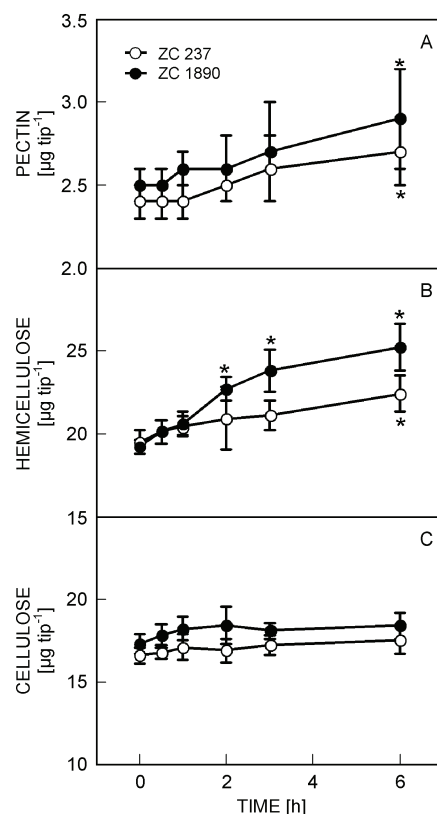 3.5
A
ZC 237
ZC 1890
*
3.0
PECTIN
[µg tip-1]
2.5
*
2.0
B
*
*
*
25
HEMICELLULOSE
[µg tip-1]
20
*
15
C
20
CELLULOSE
[µg tip-1]
15
10
0
2
4
6
TIME [h]